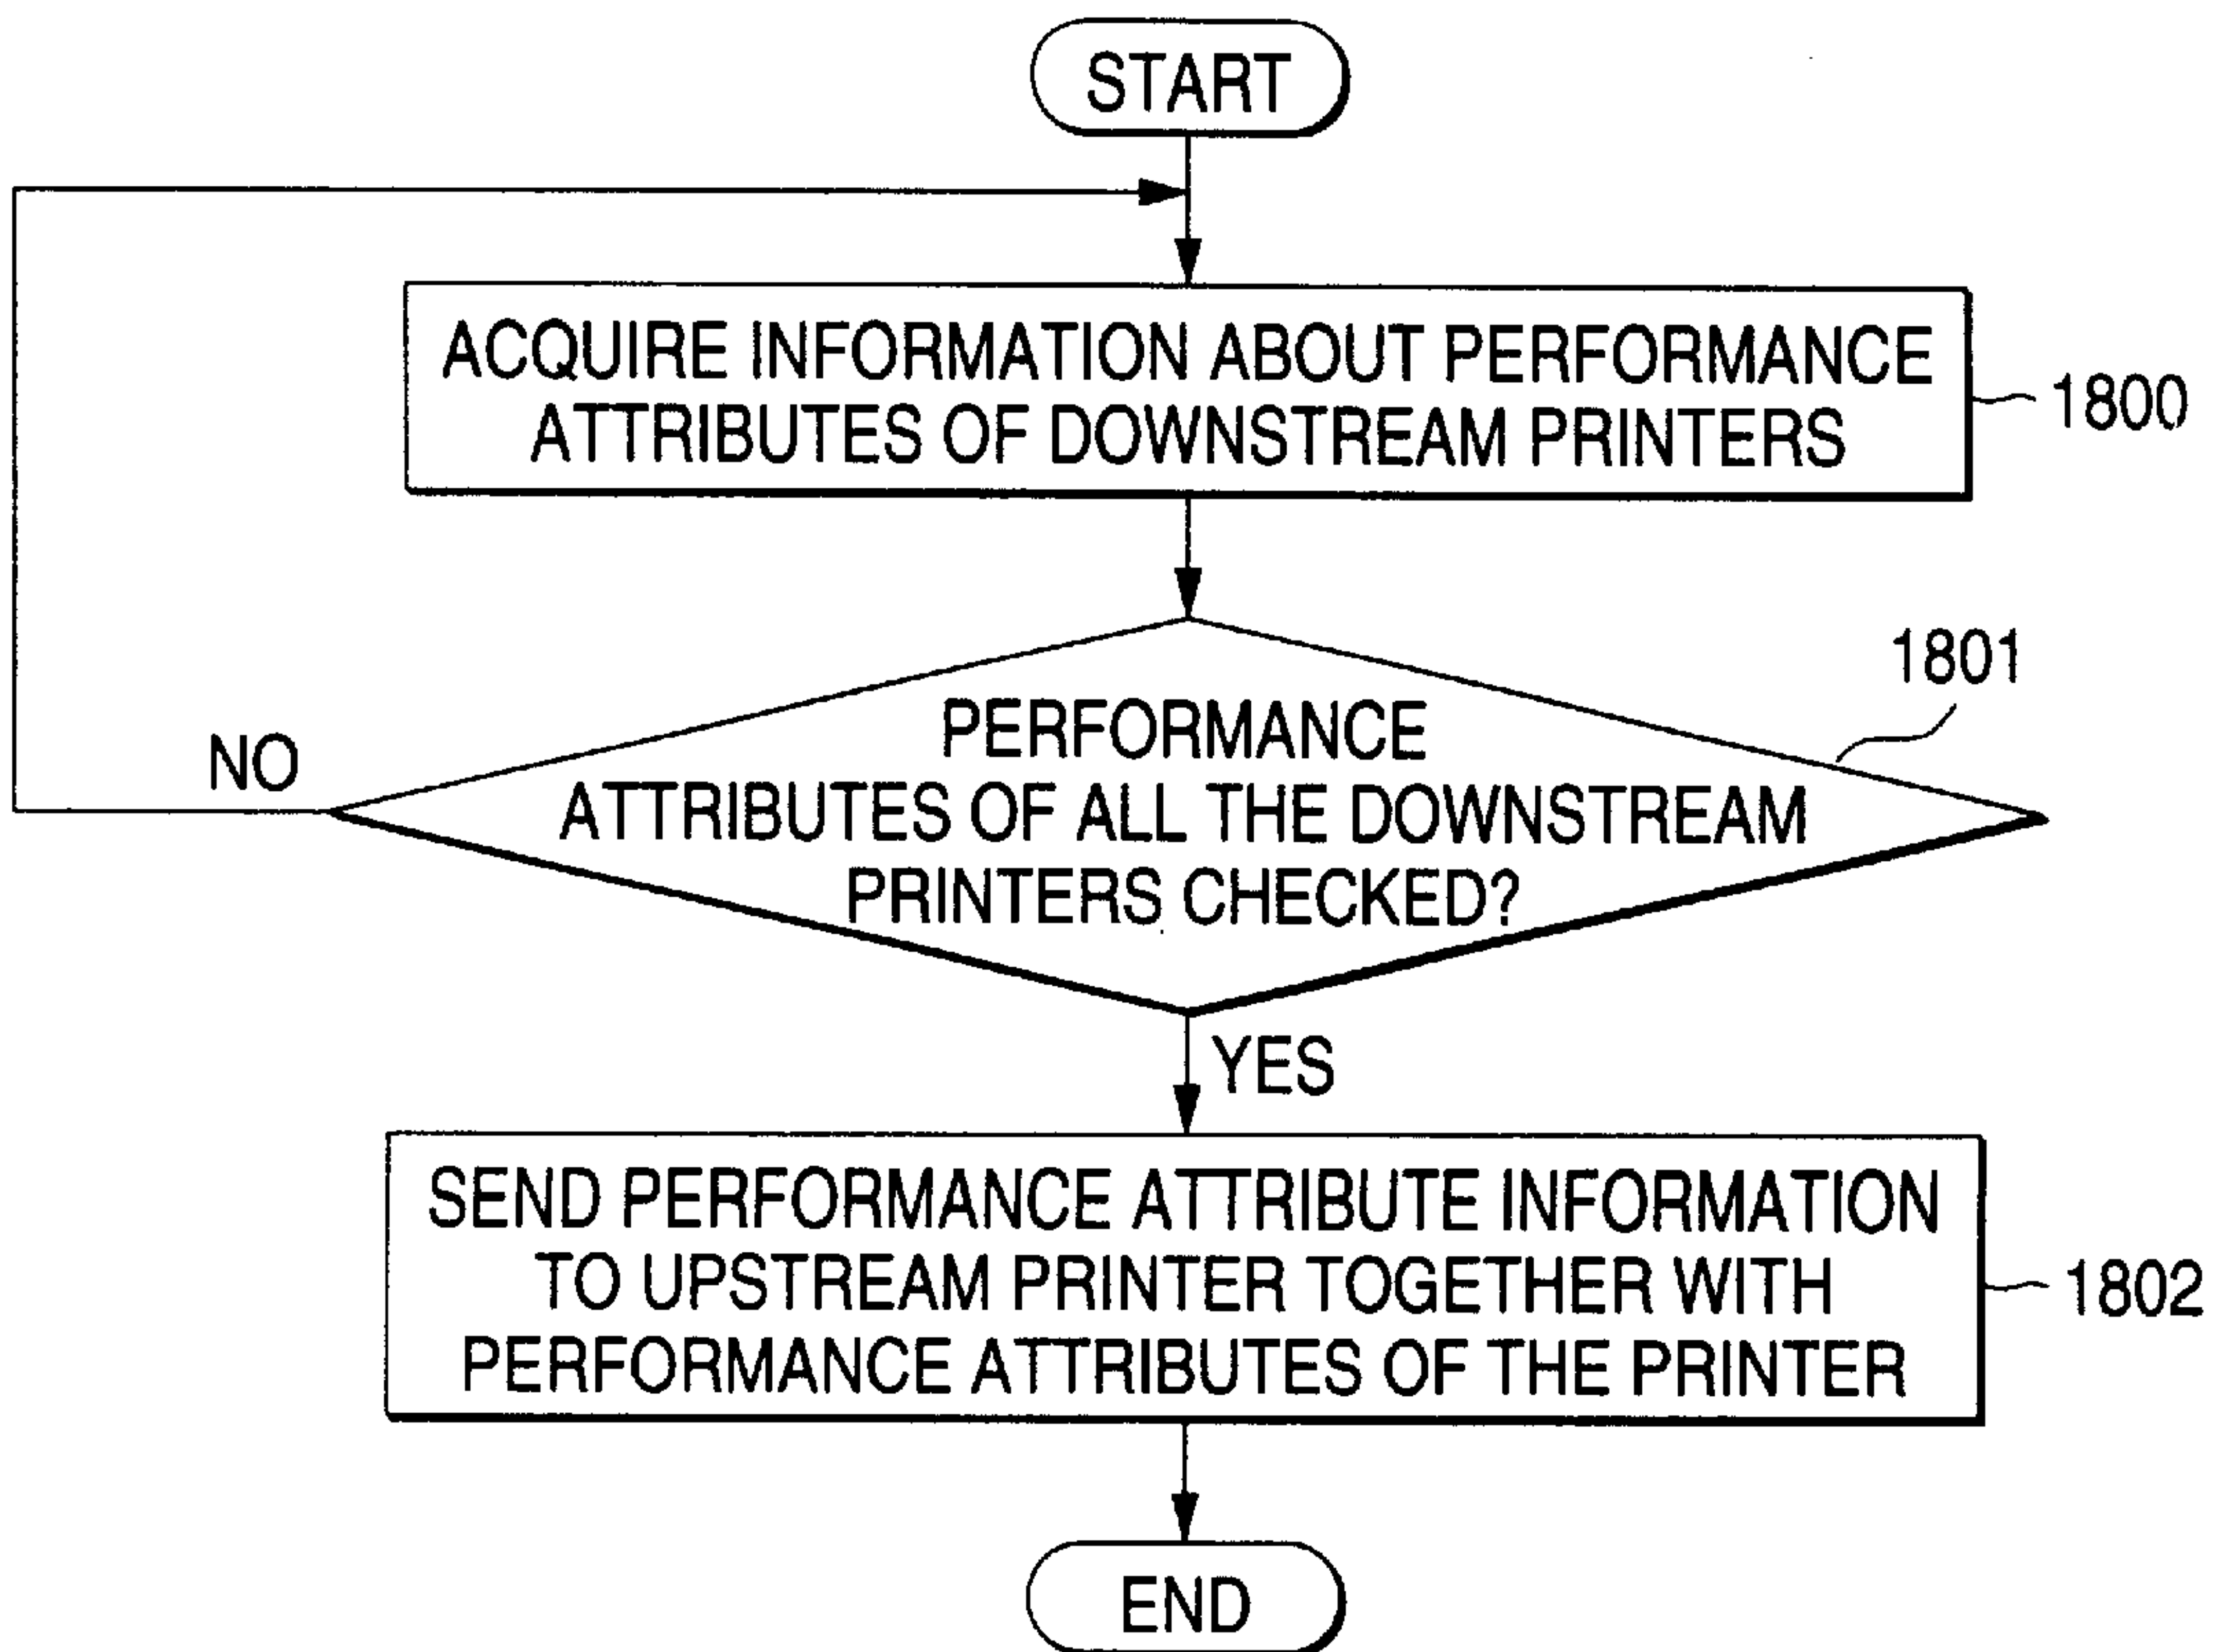 START
ACQUIRE INFORMATION ABOUT PERFORMANCE
ATTRIBUTES OF DOWNSTREAM PRINTERS
1800
1801
PERFORMANCE
ATTRIBUTES OF ALL THE DOWNSTREAM
PRINTERS CHECKED?
NO
YES
SEND PERFORMANCE ATTRIBUTE INFORMATION
TO UPSTREAM PRINTER TOGETHER WITH
PERFORMANCE ATTRIBUTES OF THE PRINTER
1802
END